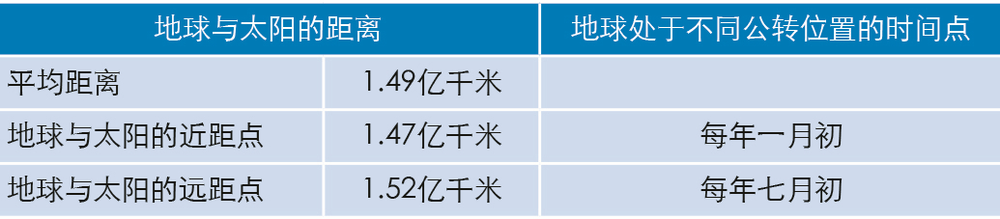 地球与太阳的距离 地球处于不同公转位置的时间点
平均距离 1.49亿千米
地球与太阳的近距点 1.47亿千米 每年一月初
地球与太阳的远距点 1.52亿千米 每年七月初